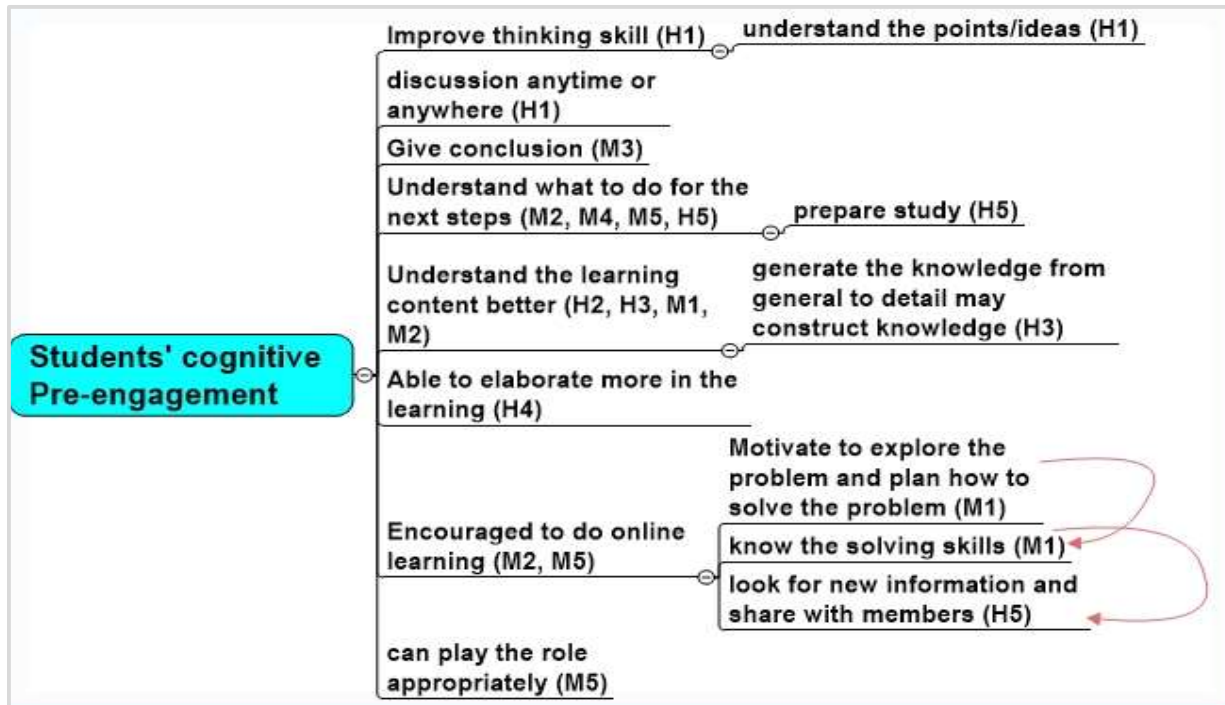 Improve thinking skill (H1)
understand the points/ideas (H1)
discussion anytime or
anywhere (H1)
Give conclusion (M3)
Understand what to do for the
next steps (M2, M4, M5, H5)
prepare study (H5)
Understand the learning
content better (H2, H3, M1,
M2)
generate the knowledge from
general to detail may
construct knowledge (H3)
Students' cognitive
Pre-engagement
Able to elaborate more in the
learning (H4)
Encouraged to do online
learning (M2, M5)
Motivate to explore the
problem and plan how to
solve the problem (M1)
know the solving skills (M1)
look for new information and
share with members (H5)
can play the role
appropriately (M5)